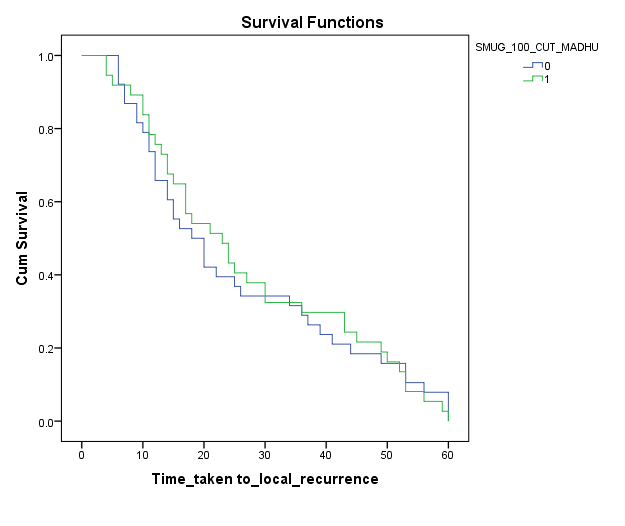 Survival Functions
SMUG_100_CUT_MADHU
0
1
Cum Survival
1.0
0.8
0.6
0.4
0.2
0.0
0 10 20 30 40 50 60
Time_taken to_local_recurrence